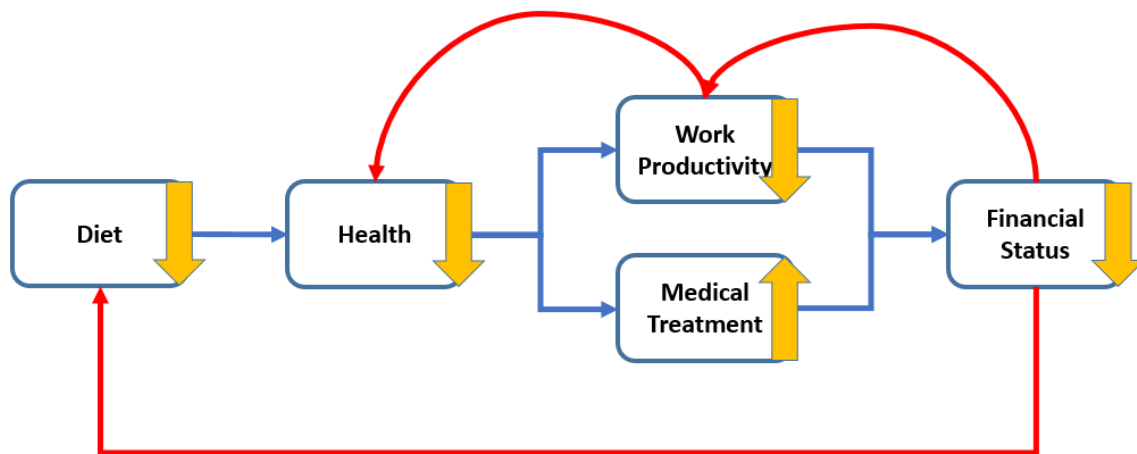 Diet
Health
Work
Productivity
Medical
Treatment
Financial
Status